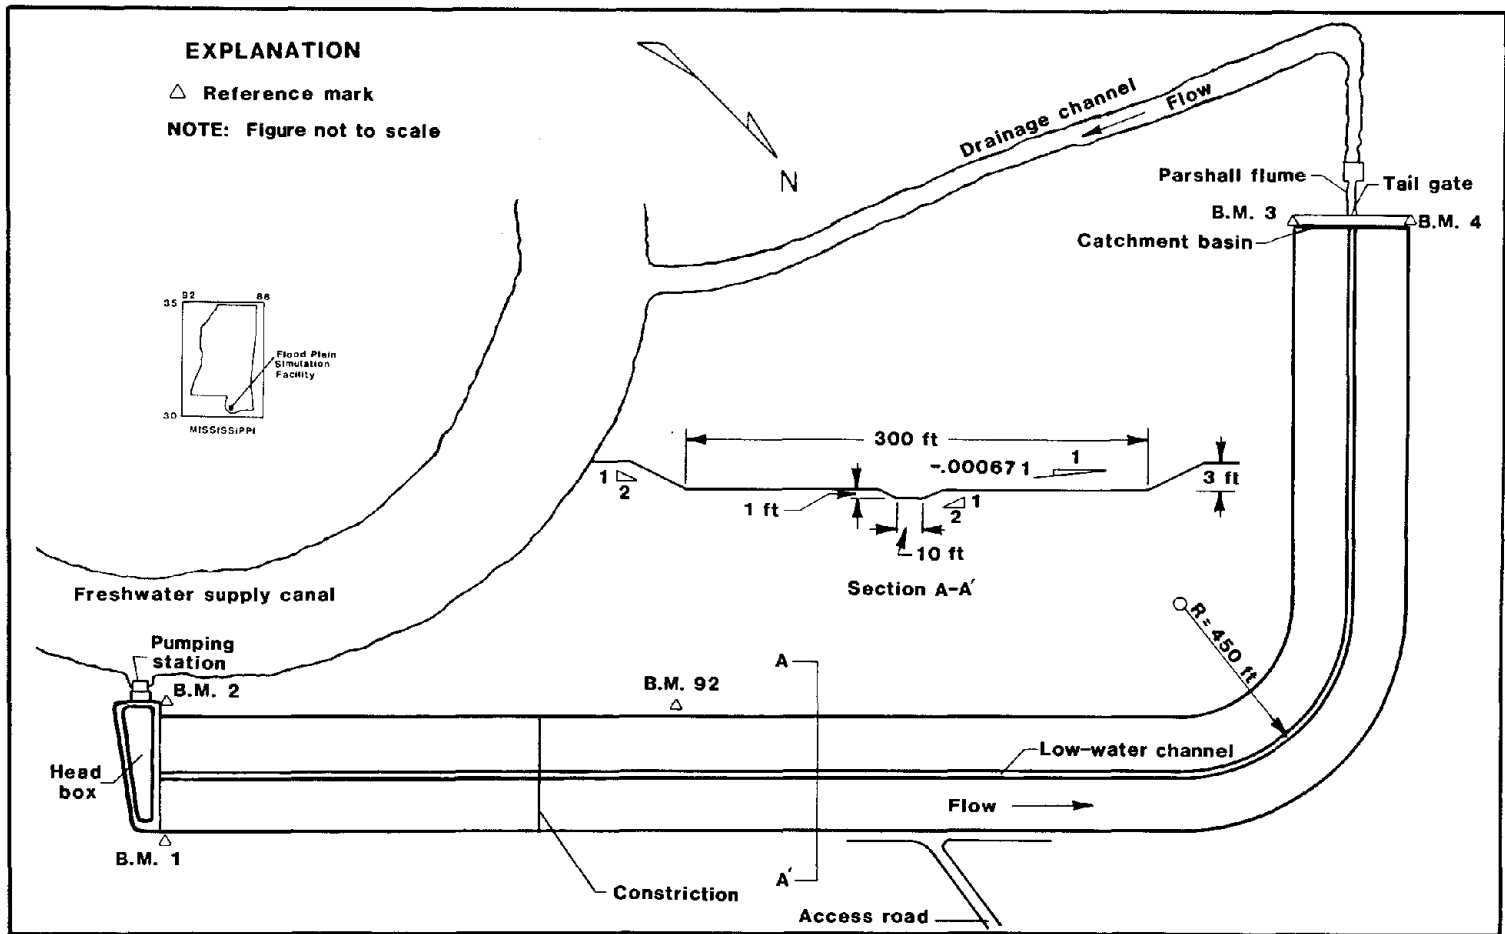 EXPLANATION
△ Reference mark
NOTE: Figure not to scale
N
Drainage channel
Flow
Parshall flume
Tail gate
B.M. 3
B.M. 4
Catchment basin
92 88
35
30
Flood Plain
Simulation
Facility
MISSISSIPPI
300 ft
-.000671
1
1
2
3 ft
1 ft
2
1
10 ft
Section A-A'
R = 450 ft
Freshwater supply canal
Pumping
station
B.M. 2
B.M. 92
A
Low-water channel
Head
box
Flow
B.M. 1
Constriction
A'
Access road